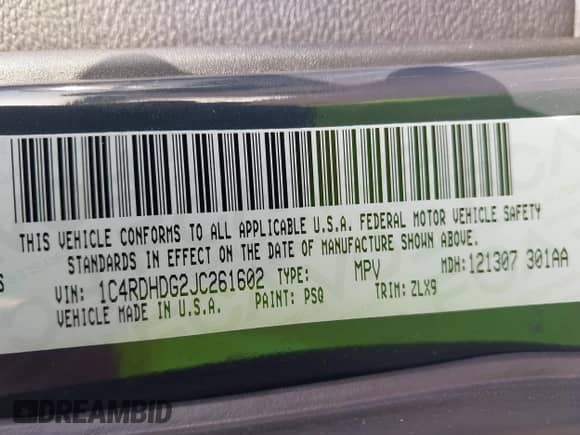 THIS VEHICLE CONFORMS TO ALL APPLICABLE U.S.A. FEDERAL MOTOR VEHICLE SAFETY
STANDARDS IN EFFECT ON THE DATE OF MANUFACTURE SHOWN ABOVE.
S
VIN: 1C4RDHDG2JC261602 TYPE: MPV MDH:121307 301AA
VEHICLE MADE IN U.S.A. PAINT: PSQ TRIM: ZLX9
DREAMBID